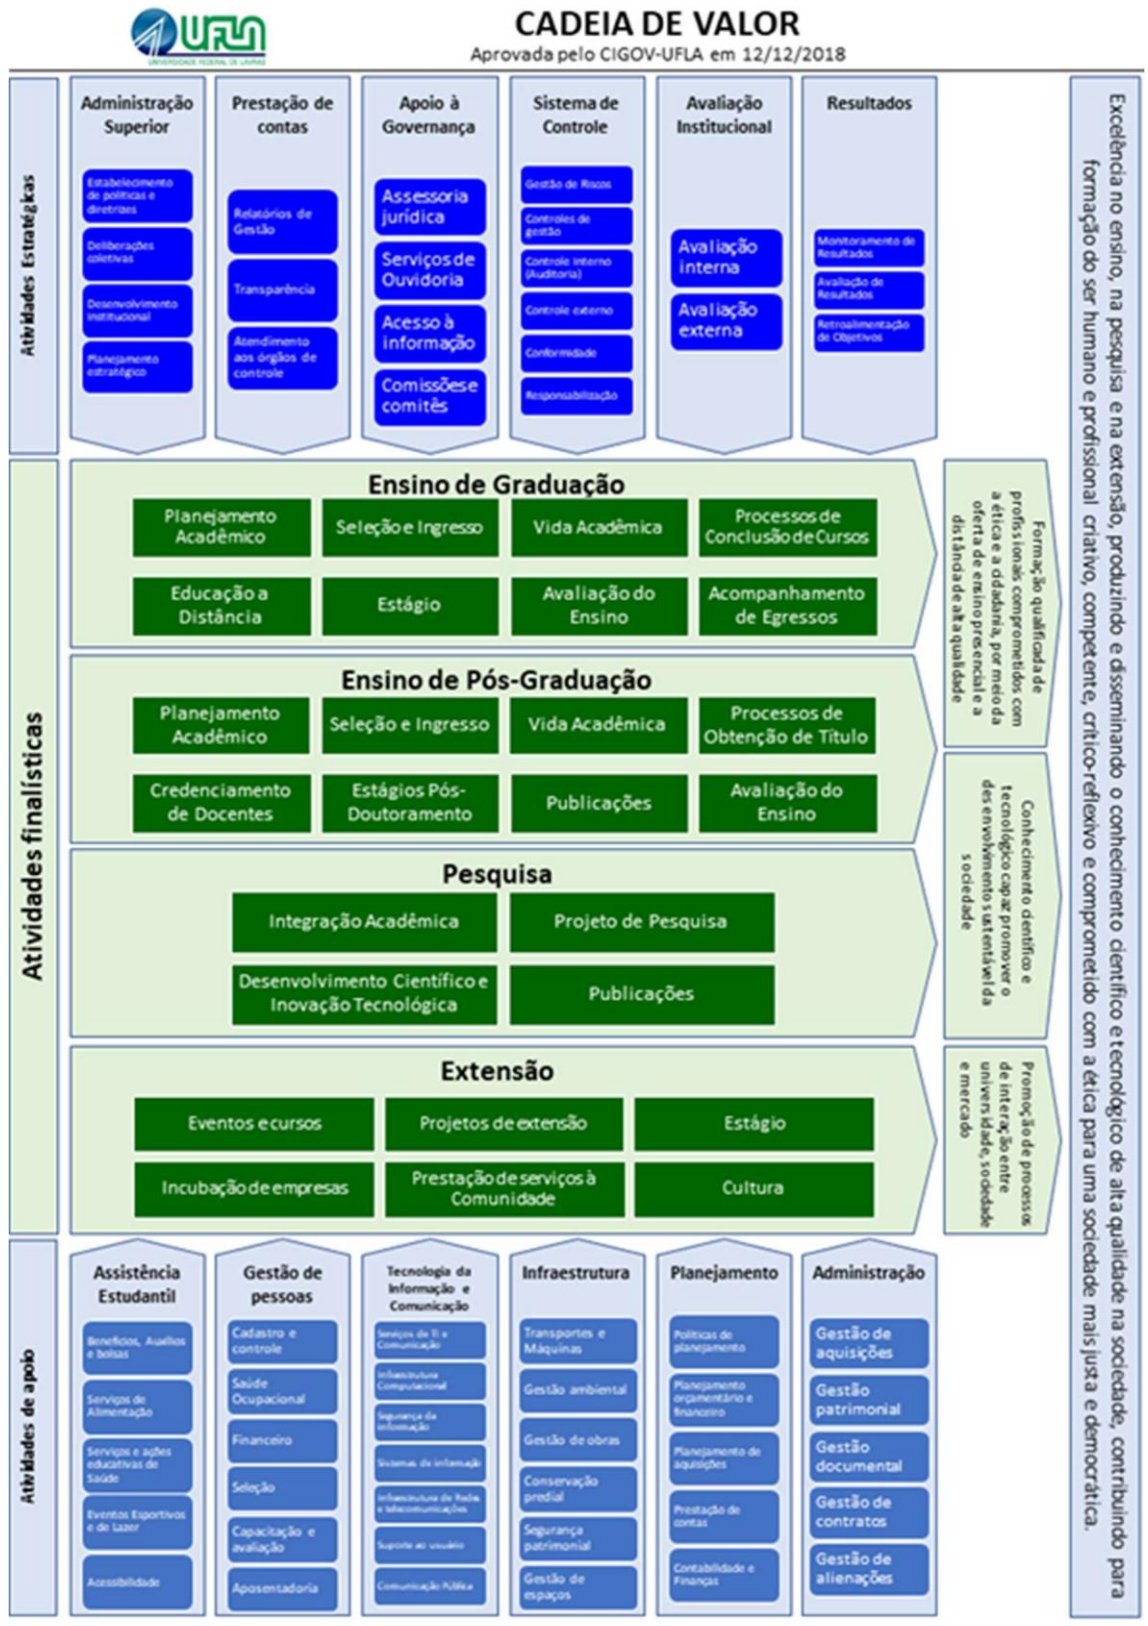 UFLA
UNIVERSIDADE FEDERAL DE LAVRAS
CADEIA DE VALOR
Aprovada pelo CIGOV-UFLA em 12/12/2018
Atividades Estratégicas
Administração
Superior
Estabelecimento
de políticas e
diretrizes
Deliberações
coletivas
Desenvolvimento
Institucional
Planejamento
estratégico
Prestação de
contas
Relatórios de
Gestão
Transparência
Atendimento
aos órgãos de
controle
Apoio à
Governança
Assessoria
jurídica
Serviços de
Ouvidoria
Acesso à
informação
Comissões e
comitês
Sistema de
Controle
Gestão de Riscos
Controles de
gestão
Controle Interno
(Auditoria)
Controle externo
Conformidade
Responsabilização
Avaliação
Institucional
Avaliação
interna
Avaliação
externa
Resultados
Monitoramento de
Resultados
Avaliação de
Resultados
Retroalimentação
de Objetivos
Atividades finalísticas
Ensino de Graduação
Planejamento
Acadêmico
Seleção e Ingresso
Vida Acadêmica
Processos de
Conclusão de Cursos
Educação a
Distância
Estágio
Avaliação do
Ensino
Acompanhamento
de Egressos
Ensino de Pós-Graduação
Planejamento
Acadêmico
Seleção e Ingresso
Vida Acadêmica
Processos de
Obtenção de Título
Credenciamento
de Docentes
Estágios Pós-
Doutoramento
Publicações
Avaliação do
Ensino
Pesquisa
Integração Acadêmica
Projeto de Pesquisa
Desenvolvimento Científico e
Inovação Tecnológica
Publicações
Extensão
Eventos e cursos
Projetos de extensão
Estágio
Incubação de empresas
Prestação de serviços à
Comunidade
Cultura
Formação qualificada de
profissionais comprometidos com
a ética e a cidadania, por meio da
oferta de ensino presencial e a
distância de alta qualidade
Conhecimento científico e
tecnológico capaz promover o
desenvolvimento sustentável da
sociedade
Promoção de processos
de interação entre
universidade, sociedade
e mercado
Atividades de apoio
Assistência
Estudantil
Benefícios, Auxílios
e bolsas
Serviços de
Alimentação
Serviços e ações
educativas de
Saúde
Eventos Esportivos
e de Lazer
Acessibilidade
Gestão de
pessoas
Cadastro e
controle
Saúde
Ocupacional
Financeiro
Seleção
Capacitação e
avaliação
Aposentadoria
Tecnologia da
Informação e
Comunicação
Serviços de TI e
Comunicação
Infraestrutura
Computacional
Segurança da
informação
Sistemas de informação
Infraestrutura de Redes
e telecomunicações
Suporte ao usuário
Comunicação Pública
Infraestrutura
Transportes e
Máquinas
Gestão ambiental
Gestão de obras
Conservação
predial
Segurança
patrimonial
Gestão de
espaços
Planejamento
Políticas de
planejamento
Planejamento
orçamentário e
financeiro
Planejamento de
aquisições
Prestação de
contas
Contabilidade e
Finanças
Administração
Gestão de
aquisições
Gestão
patrimonial
Gestão
documental
Gestão de
contratos
Gestão de
alienações
Excelência no ensino, na pesquisa e na extensão, produzindo e disseminando o conhecimento científico e tecnológico de alta qualidade na sociedade, contribuindo para
formação do ser humano e profissional criativo, competente, crítico-reflexivo e comprometido com a ética para uma sociedade mais justa e democrática.